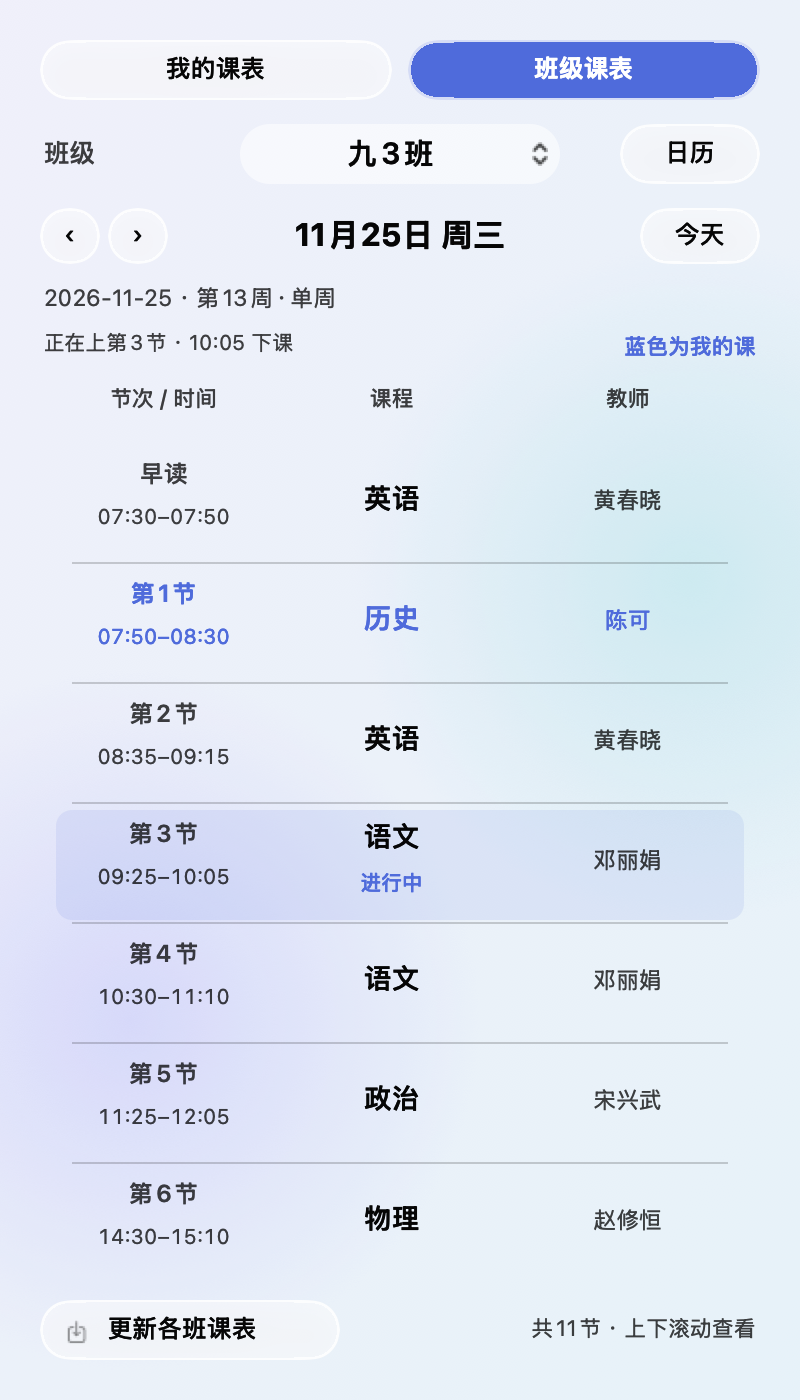 我的课表 班级课表
班级 九3班 日历
‹ › 11月25日 周三 今天
2026-11-25 · 第13周 · 单周
正在上第3节 · 10:05 下课 蓝色为我的课
节次 / 时间 课程 教师
早读
07:30–07:50 英语 黄春晓
第1节
07:50–08:30 历史 陈可
第2节
08:35–09:15 英语 黄春晓
第3节 语文
09:25–10:05 进行中 邓丽娟
第4节
10:30–11:10 语文 邓丽娟
第5节
11:25–12:05 政治 宋兴武
第6节
14:30–15:10 物理 赵修恒
更新各班课表 共11节 · 上下滚动查看